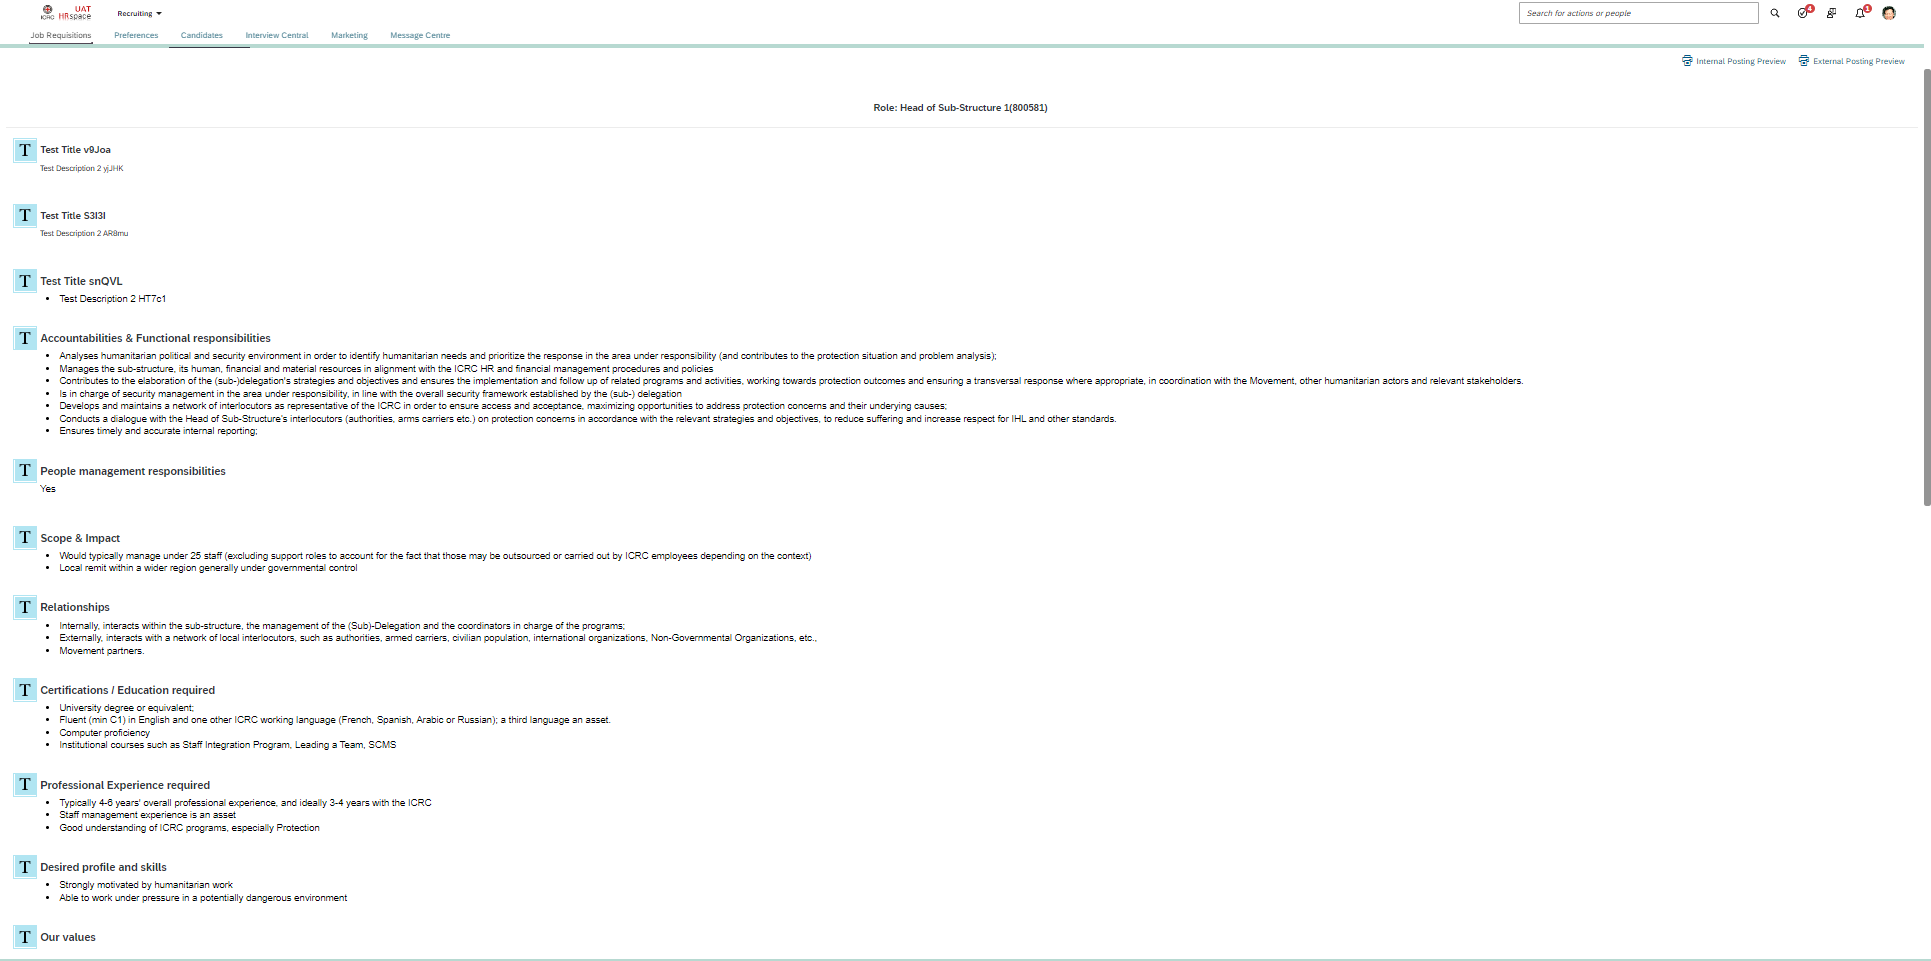 ICRC
UAT
HRspace
Recruiting
Search for actions or people
4
1
Job Requisitions
Preferences
Candidates
Interview Central
Marketing
Message Centre
Internal Posting Preview
External Posting Preview
Role: Head of Sub-Structure 1(800581)
T Test Title v9Joa
Test Description 2 yjJHK
T Test Title S3I3I
Test Description 2 AR8mu
T Test Title snQVL
• Test Description 2 HT7c1
T Accountabilities & Functional responsibilities
• Analyses humanitarian political and security environment in order to identify humanitarian needs and prioritize the response in the area under responsibility (and contributes to the protection situation and problem analysis);
• Manages the sub-structure, its human, financial and material resources in alignment with the ICRC HR and financial management procedures and policies
• Contributes to the elaboration of the (sub-)delegation's strategies and objectives and ensures the implementation and follow up of related programs and activities, working towards protection outcomes and ensuring a transversal response where appropriate, in coordination with the Movement, other humanitarian actors and relevant stakeholders.
• Is in charge of security management in the area under responsibility, in line with the overall security framework established by the (sub-) delegation
• Develops and maintains a network of interlocutors as representative of the ICRC in order to ensure access and acceptance, maximizing opportunities to address protection concerns and their underlying causes;
• Conducts a dialogue with the Head of Sub-Structure's interlocutors (authorities, arms carriers etc.) on protection concerns in accordance with the relevant strategies and objectives, to reduce suffering and increase respect for IHL and other standards.
• Ensures timely and accurate internal reporting;
T People management responsibilities
Yes
T Scope & Impact
• Would typically manage under 25 staff (excluding support roles to account for the fact that those may be outsourced or carried out by ICRC employees depending on the context)
• Local remit within a wider region generally under governmental control
T Relationships
• Internally, interacts within the sub-structure, the management of the (Sub)-Delegation and the coordinators in charge of the programs;
• Externally, interacts with a network of local interlocutors, such as authorities, armed carriers, civilian population, international organizations, Non-Governmental Organizations, etc.,
• Movement partners.
T Certifications / Education required
• University degree or equivalent;
• Fluent (min C1) in English and one other ICRC working language (French, Spanish, Arabic or Russian); a third language an asset.
• Computer proficiency
• Institutional courses such as Staff Integration Program, Leading a Team, SCMS
T Professional Experience required
• Typically 4-6 years' overall professional experience, and ideally 3-4 years with the ICRC
• Staff management experience is an asset
• Good understanding of ICRC programs, especially Protection
T Desired profile and skills
• Strongly motivated by humanitarian work
• Able to work under pressure in a potentially dangerous environment
T Our values